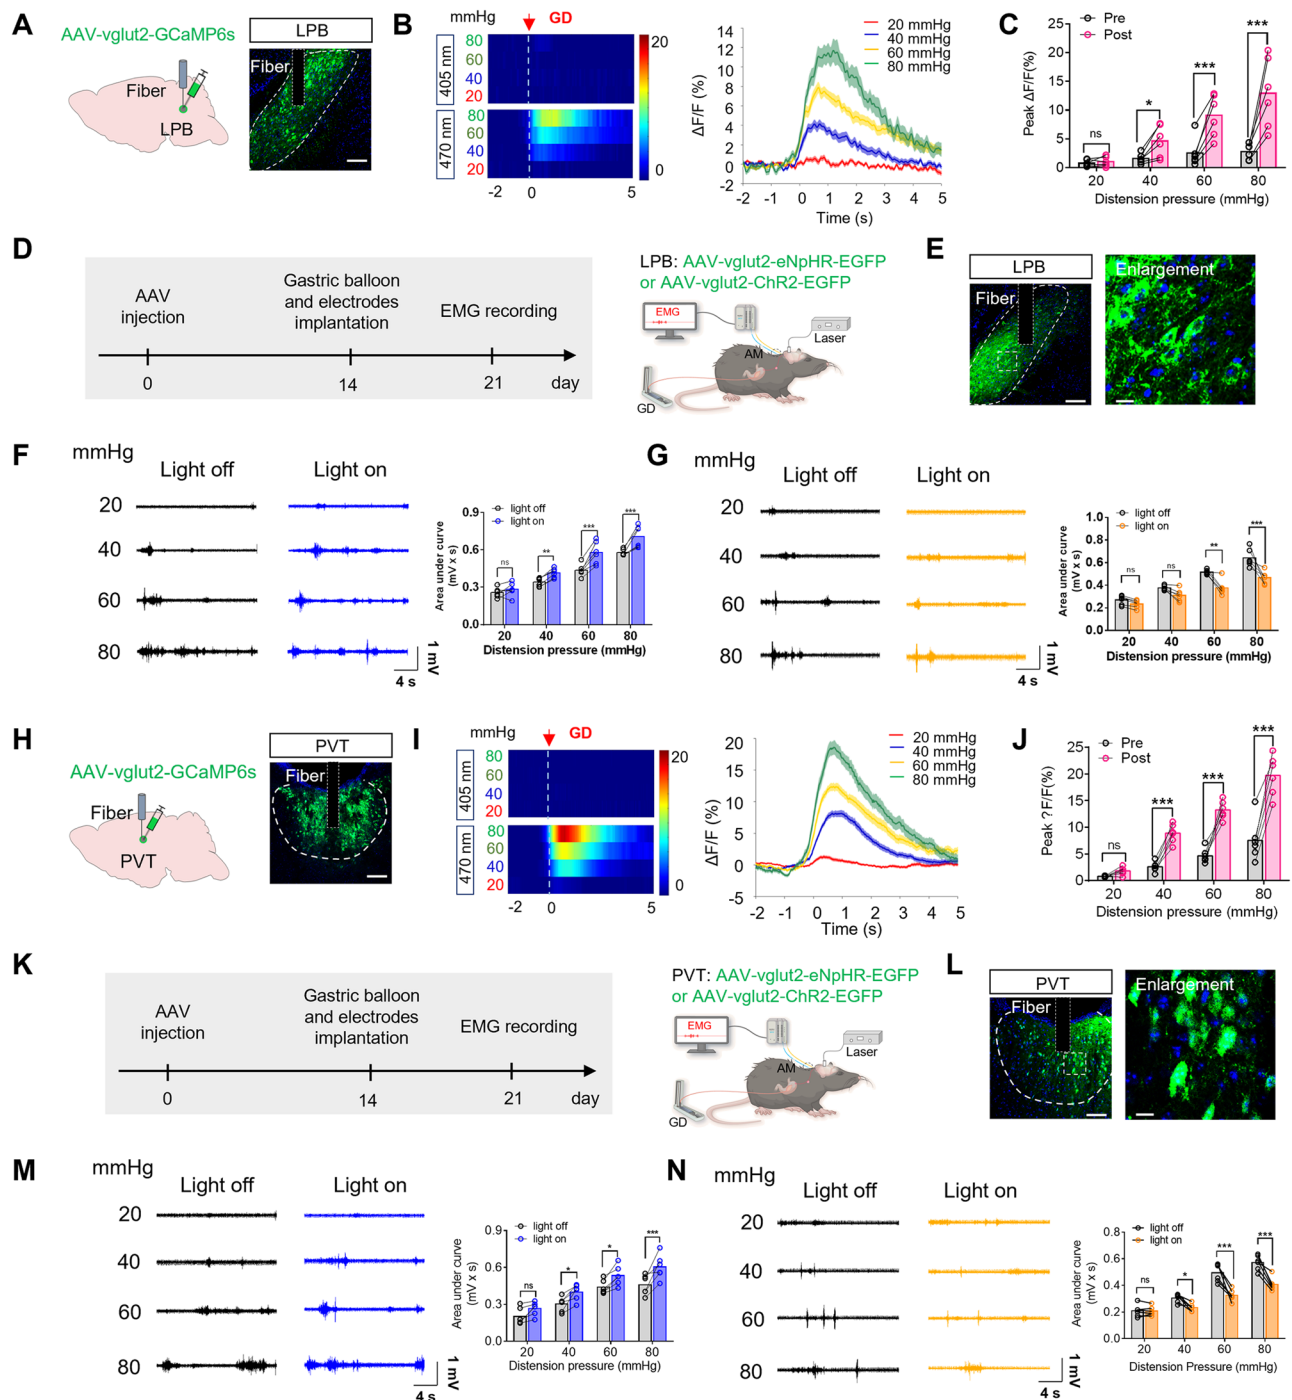 A
AAV-vglut2-GCaMP6s
Fiber
LPB
LPB
Fiber
B
mmHg
GD
405 nm
80
60
40
20
470 nm
80
60
40
20
-2
0
5
20
0
ΔF/F (%)
14
12
10
8
6
4
2
0
-2
-2 -1 0 1 2 3 4 5
Time (s)
20 mmHg
40 mmHg
60 mmHg
80 mmHg
C
Pre
Post
Peak ΔF/F(%)
25
20
15
10
5
0
ns
*
***
***
20 40 60 80
Distension pressure (mmHg)
D
AAV
injection
Gastric balloon
and electrodes
implantation
EMG recording
0
14
21
day
LPB: AAV-vglut2-eNpHR-EGFP
or AAV-vglut2-ChR2-EGFP
EMG
Laser
AM
GD
E
LPB
Fiber
Enlargement
F
mmHg
Light off
Light on
20
40
60
80
1 mV
4 s
Area under curve
(mV x s)
0.9
0.6
0.3
0.0
light off
light on
ns
**
***
***
20 40 60 80
Distension pressure (mmHg)
G
mmHg
Light off
Light on
20
40
60
80
1 mV
4 s
Area under curve
(mV x s)
1.0
0.8
0.6
0.4
0.2
0.0
light off
light on
ns
ns
**
***
20 40 60 80
Distension pressure (mmHg)
H
AAV-vglut2-GCaMP6s
Fiber
PVT
PVT
Fiber
I
mmHg
GD
405 nm
80
60
40
20
470 nm
80
60
40
20
-2
0
5
20
0
ΔF/F (%)
20
15
10
5
0
-5
-2 -1 0 1 2 3 4 5
Time (s)
20 mmHg
40 mmHg
60 mmHg
80 mmHg
J
Pre
Post
Peak ?F/F(%)
25
20
15
10
5
0
ns
***
***
***
20 40 60 80
Distension pressure (mmHg)
K
AAV
injection
Gastric balloon
and electrodes
implantation
EMG recording
0
14
21
day
PVT: AAV-vglut2-eNpHR-EGFP
or AAV-vglut2-ChR2-EGFP
EMG
Laser
AM
GD
L
PVT
Fiber
Enlargement
M
mmHg
Light off
Light on
20
40
60
80
1 mV
4 s
Area under curve
(mV x s)
0.9
0.6
0.3
0.0
light off
light on
ns
*
*
***
20 40 60 80
Distension pressure (mmHg)
N
mmHg
Light off
Light on
20
40
60
80
1 mV
4 s
Area under curve
(mV x s)
0.8
0.6
0.4
0.2
0.0
light off
light on
ns
*
***
***
20 40 60 80
Distension Pressure (mmHg)